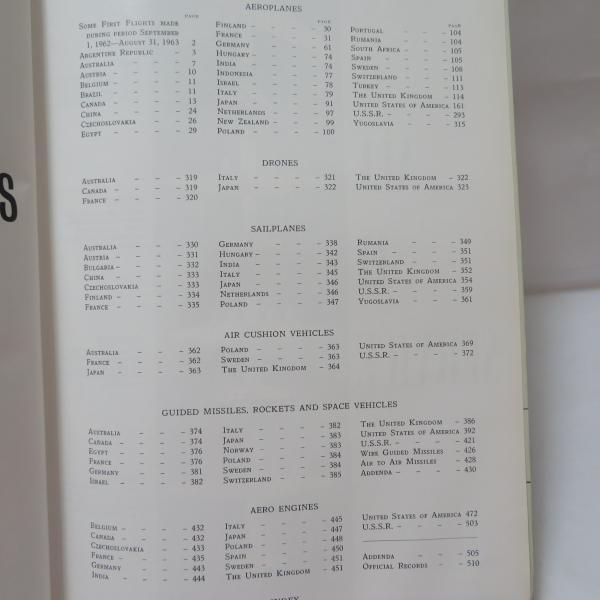 S
AEROPLANES
PAGE
SOME FIRST FLIGHTS MADE
DURING PERIOD SEPTEMBER
1, 1962—AUGUST 31, 1963 2
ARGENTINE REPUBLIC – 3
AUSTRALIA – – – 7
AUSTRIA – – – 10
BELGIUM – – – 11
BRAZIL – – – 11
CANADA – – – 13
CHINA – – – 24
CZECHOSLOVAKIA – – 26
EGYPT – – – 29
PAGE
FINLAND – – – 30
FRANCE – – – 31
GERMANY – – – 61
HUNGARY – – – 74
INDIA – – – 74
INDONESIA – – – 77
ISRAEL – – – 78
ITALY – – – 79
JAPAN – – – 91
NETHERLANDS – – 97
NEW ZEALAND – – 99
POLAND – – – 100
PAGE
PORTUGAL – – – 104
RUMANIA – – – 104
SOUTH AFRICA – – 105
SPAIN – – – 105
SWEDEN – – – 108
SWITZERLAND – – 111
TURKEY – – – 113
THE UNITED KINGDOM – 114
UNITED STATES OF AMERICA 161
U.S.S.R. – – – 293
YUGOSLAVIA – – 315
DRONES
AUSTRALIA – – – 319
CANADA – – – 319
FRANCE – – – 320
ITALY – – – 321
JAPAN – – – 322
THE UNITED KINGDOM – 322
UNITED STATES OF AMERICA 323
SAILPLANES
AUSTRALIA – – – 330
AUSTRIA – – – 331
BULGARIA – – – 332
CHINA – – – 333
CZECHOSLOVAKIA – – 333
FINLAND – – – 334
FRANCE – – – 335
GERMANY – – – 338
HUNGARY – – – 342
INDIA – – – 343
ITALY – – – 345
JAPAN – – – 346
NETHERLANDS – – 346
POLAND – – – 347
RUMANIA – – – 349
SPAIN – – – 351
SWITZERLAND – – 351
THE UNITED KINGDOM – 352
UNITED STATES OF AMERICA 354
U.S.S.R. – – – 359
YUGOSLAVIA – – 361
AIR CUSHION VEHICLES
AUSTRALIA – – – 362
FRANCE – – – 362
JAPAN – – – 363
POLAND – – – 363
SWEDEN – – – 363
THE UNITED KINGDOM – 364
UNITED STATES OF AMERICA 369
U.S.S.R. – – – 372
GUIDED MISSILES, ROCKETS AND SPACE VEHICLES
AUSTRALIA – – – 374
CANADA – – – 374
EGYPT – – – 376
FRANCE – – – 376
GERMANY – – – 381
ISRAEL – – – 382
ITALY – – – 382
JAPAN – – – 383
NORWAY – – – 383
POLAND – – – 384
SWEDEN – – – 384
SWITZERLAND – – 385
THE UNITED KINGDOM – 386
UNITED STATES OF AMERICA 392
U.S.S.R. – – – 421
WIRE GUIDED MISSILES – 426
AIR TO AIR MISSILES – 428
ADDENDA – – – 430
AERO ENGINES
BELGIUM – – – 432
CANADA – – – 432
CZECHOSLOVAKIA – – 433
FRANCE – – – 435
GERMANY – – – 443
INDIA – – – 444
ITALY – – – 445
JAPAN – – – 447
POLAND – – – 448
SPAIN – – – 450
SWEDEN – – – 451
THE UNITED KINGDOM – 451
UNITED STATES OF AMERICA 472
U.S.S.R. – – – 503
ADDENDA – – – 505
OFFICIAL RECORDS – – 510
INDEX